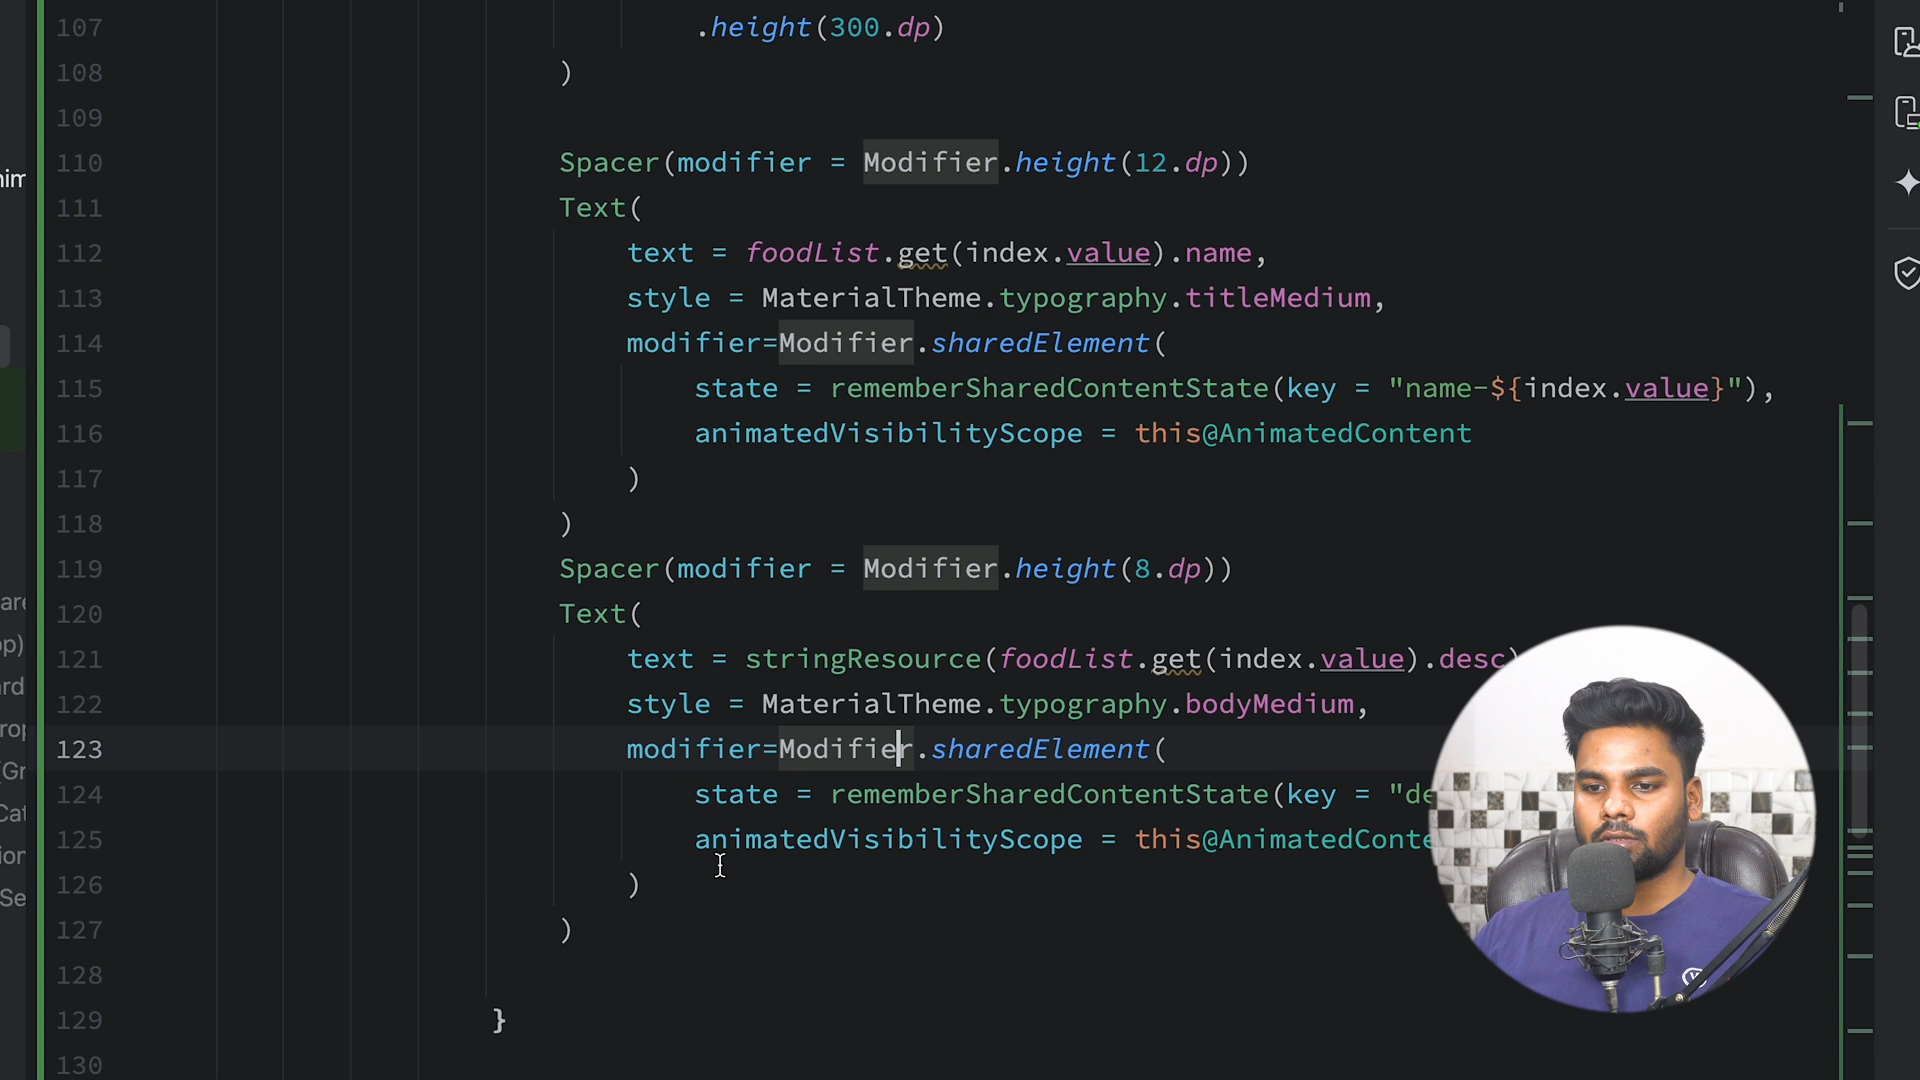 107 .height(300.dp)
108 )
109
110 Spacer(modifier = Modifier.height(12.dp))
111 Text(
112 text = foodList.get(index.value).name,
113 style = MaterialTheme.typography.titleMedium,
114 modifier=Modifier.sharedElement(
115 state = rememberSharedContentState(key = "name-${index.value}"),
116 animatedVisibilityScope = this@AnimatedContent
117 )
118 )
119 Spacer(modifier = Modifier.height(8.dp))
120 Text(
121 text = stringResource(foodList.get(index.value).desc)
122 style = MaterialTheme.typography.bodyMedium,
123 modifier=Modifier.sharedElement(
124 state = rememberSharedContentState(key = "de
125 animatedVisibilityScope = this@AnimatedConte
126 )
127 )
128
129 }
130